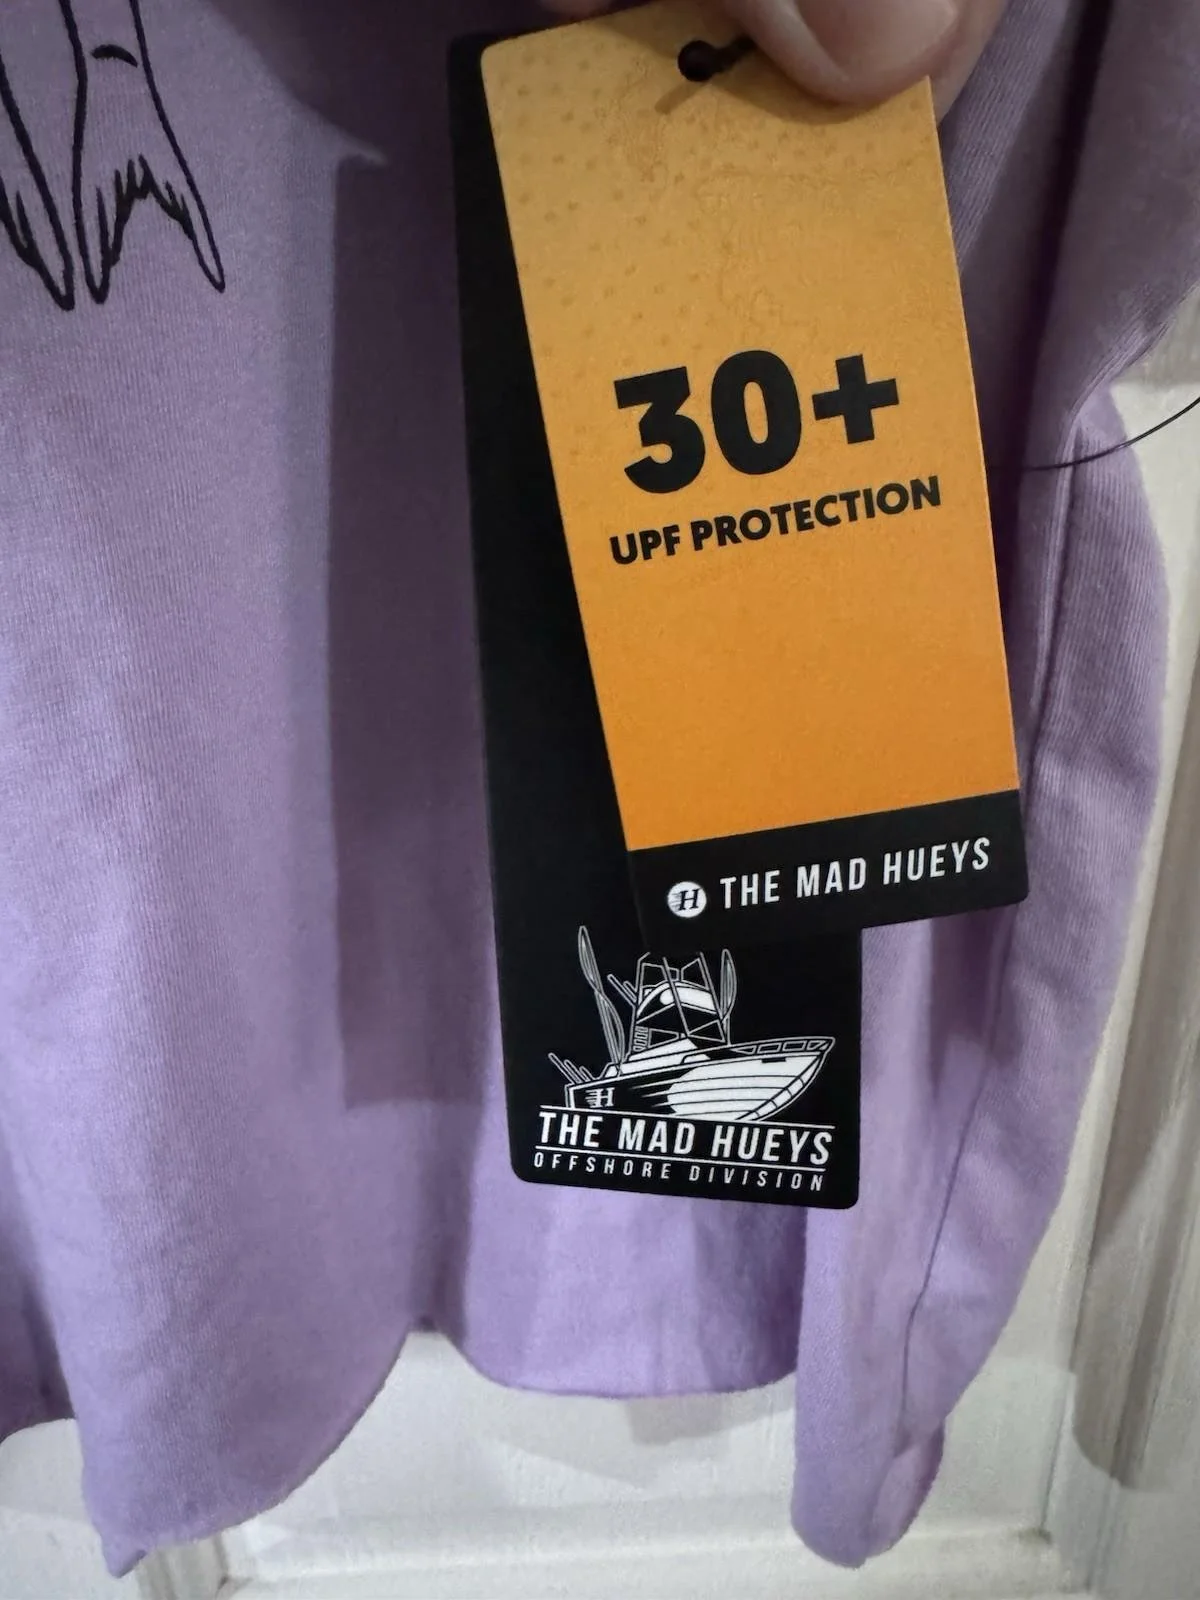 30+
UPF PROTECTION
H THE MAD HUEYS
H
THE MAD HUEYS
OFFSHORE DIVISION